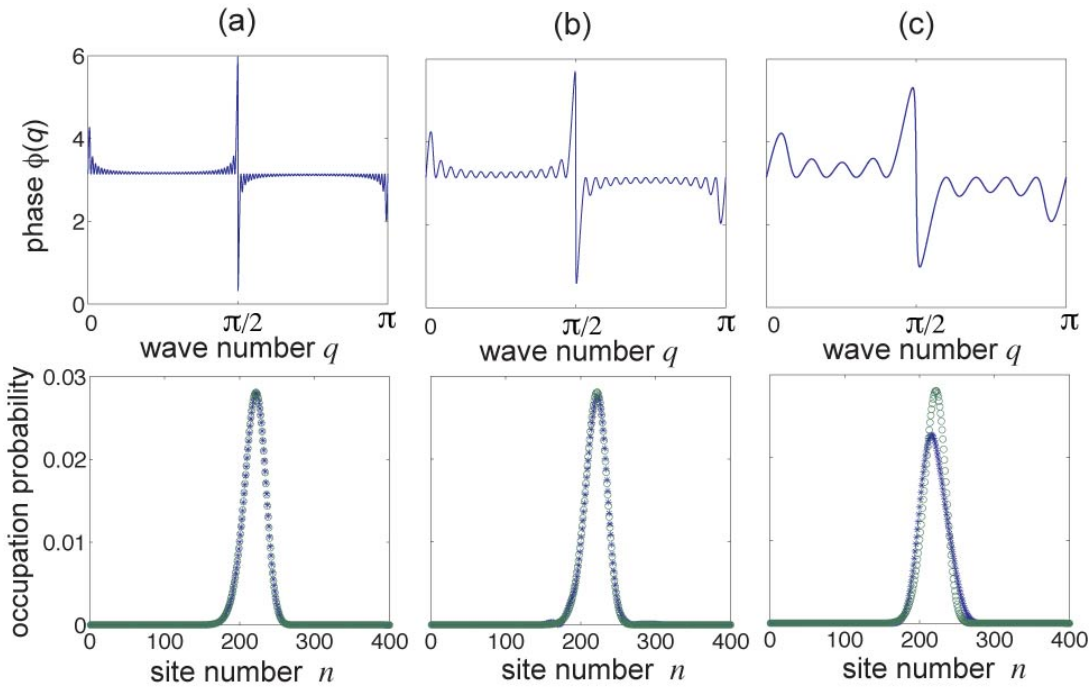 (a)
(b)
(c)
phase ϕ(q)
6
4
2
0
0
π/2
π
wave number q
0
π/2
π
wave number q
0
π/2
π
wave number q
occupation probability
0.03
0.02
0.01
0
0
100
200
300
400
site number n
0
100
200
300
400
site number n
0
100
200
300
400
site number n